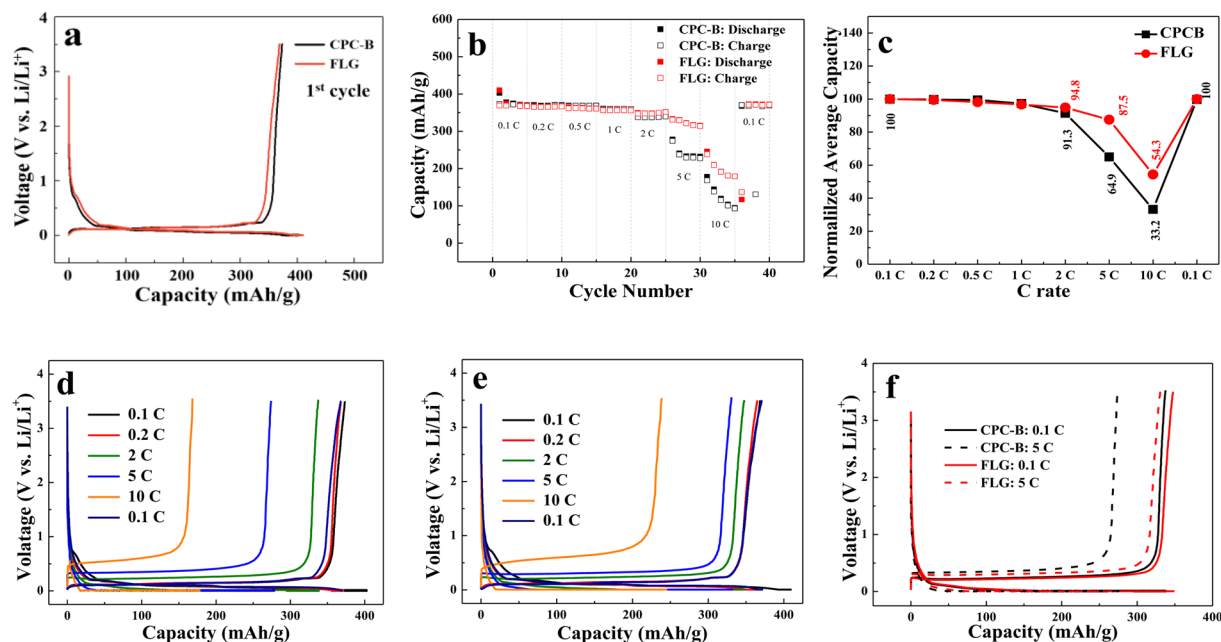 a
CPC-B
FLG
1st cycle
Voltage (V vs. Li/Li+)
4
3
2
1
0
0 100 200 300 400 500
Capacity (mAh/g)
b
CPC-B: Discharge
CPC-B: Charge
FLG: Discharge
FLG: Charge
Capacity (mAh/g)
600
500
400
300
200
100
0
0.1 C 0.2 C 0.5 C 1 C 2 C 0.1 C
5 C
10 C
0 10 20 30 40
Cycle Number
c
CPCB
FLG
Normalilzed Average Capacity
140
120
100
80
60
40
20
0
100
94.8
91.3
87.5
64.9
54.3
33.2
100
0.1 C 0.2 C 0.5 C 1 C 2 C 5 C 10 C 0.1 C
C rate
d
0.1 C
0.2 C
2 C
5 C
10 C
0.1 C
Volatage (V vs. Li/Li+)
4
3
2
1
0
0 100 200 300 400
Capacity (mAh/g)
e
0.1 C
0.2 C
2 C
5 C
10 C
0.1 C
Volatage (V vs. Li/Li+)
4
3
2
1
0
0 100 200 300 400
Capacity (mAh/g)
f
CPC-B: 0.1 C
CPC-B: 5 C
FLG: 0.1 C
FLG: 5 C
Volatage (V vs. Li/Li+)
4
3
2
1
0
0 100 200 300 400
Capacity (mAh/g)